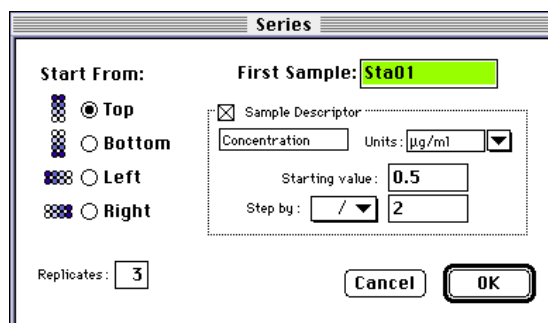 Series
Start From:
First Sample: Sta01
Top
Bottom
Left
Right
Sample Descriptor
Concentration Units: µg/ml
Starting value: 0.5
Step by: / 2
Replicates: 3
Cancel OK